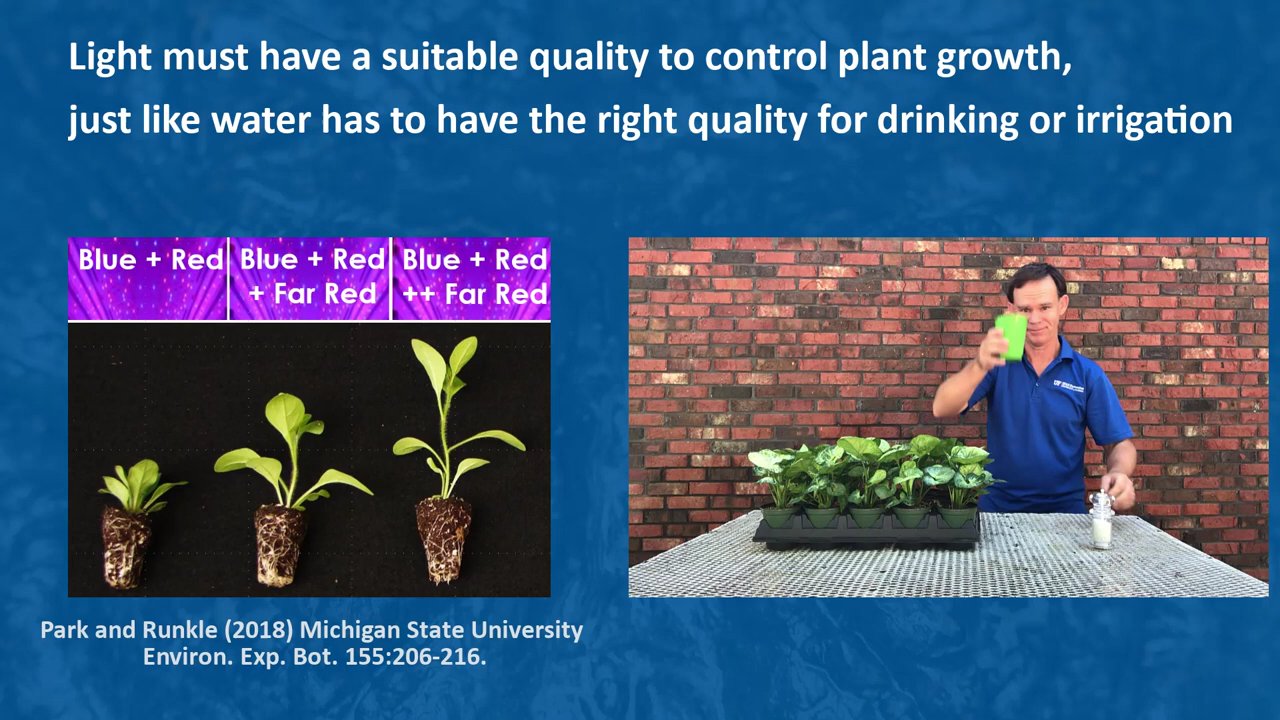 Light must have a suitable quality to control plant growth,
just like water has to have the right quality for drinking or irrigation
Blue + Red
Blue + Red
+ Far Red
Blue + Red
++ Far Red
UF
Park and Runkle (2018) Michigan State University
Environ. Exp. Bot. 155:206-216.